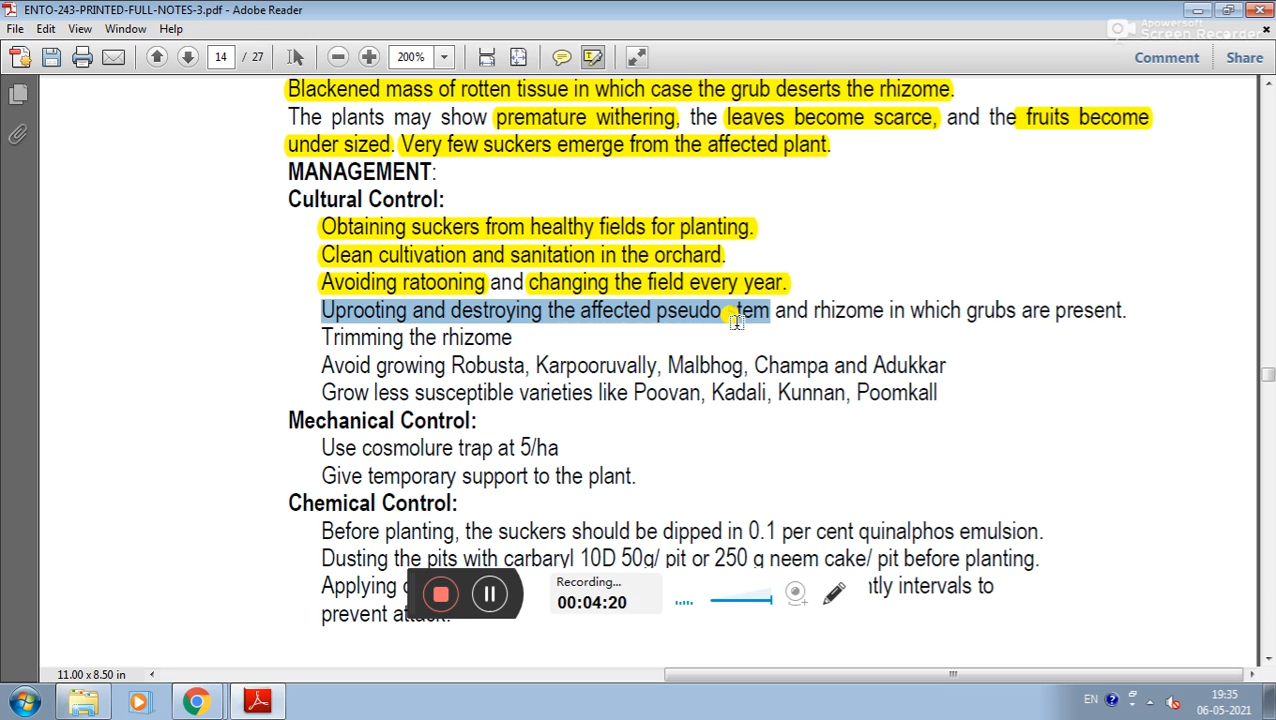 ENTO-243-PRINTED-FULL-NOTES-3.pdf - Adobe Reader
File Edit View Window Help
Apowersoft
Screen Recorder
14 / 27 200% Comment Share
Blackened mass of rotten tissue in which case the grub deserts the rhizome.
The plants may show premature withering, the leaves become scarce, and the fruits become
under sized. Very few suckers emerge from the affected plant.
MANAGEMENT:
Cultural Control:
Obtaining suckers from healthy fields for planting.
Clean cultivation and sanitation in the orchard.
Avoiding ratooning and changing the field every year.
Uprooting and destroying the affected pseudo tem and rhizome in which grubs are present.
Trimming the rhizome
Avoid growing Robusta, Karpooruvally, Malbhog, Champa and Adukkar
Grow less susceptible varieties like Poovan, Kadali, Kunnan, Poomkall
Mechanical Control:
Use cosmolure trap at 5/ha
Give temporary support to the plant.
Chemical Control:
Before planting, the suckers should be dipped in 0.1 per cent quinalphos emulsion.
Dusting the pits with carbaryl 10D 50g/ pit or 250 g neem cake/ pit before planting.
Applying tly intervals to
prevent
Recording...
00:04:20
11.00 x 8.50 in
EN 19:35
06-05-2021